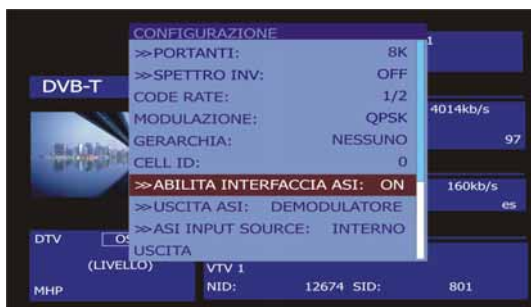 CONFIGURAZIONE
>>PORTANTI: 8K
>>SPETTRO INV: OFF
CODE RATE: 1/2
MODULAZIONE: QPSK
GERARCHIA: NESSUNO
CELL ID: 0
>>ABILITA INTERFACCIA ASI: ON
>>USCITA ASI: DEMODULATORE
>>ASI INPUT SOURCE: INTERNO
USCITA
DVB-T
1
4014kb/s
97
160kb/s
es
DTV
(LIVELLO)
MHP
VTV 1
NID: 12674 SID: 801